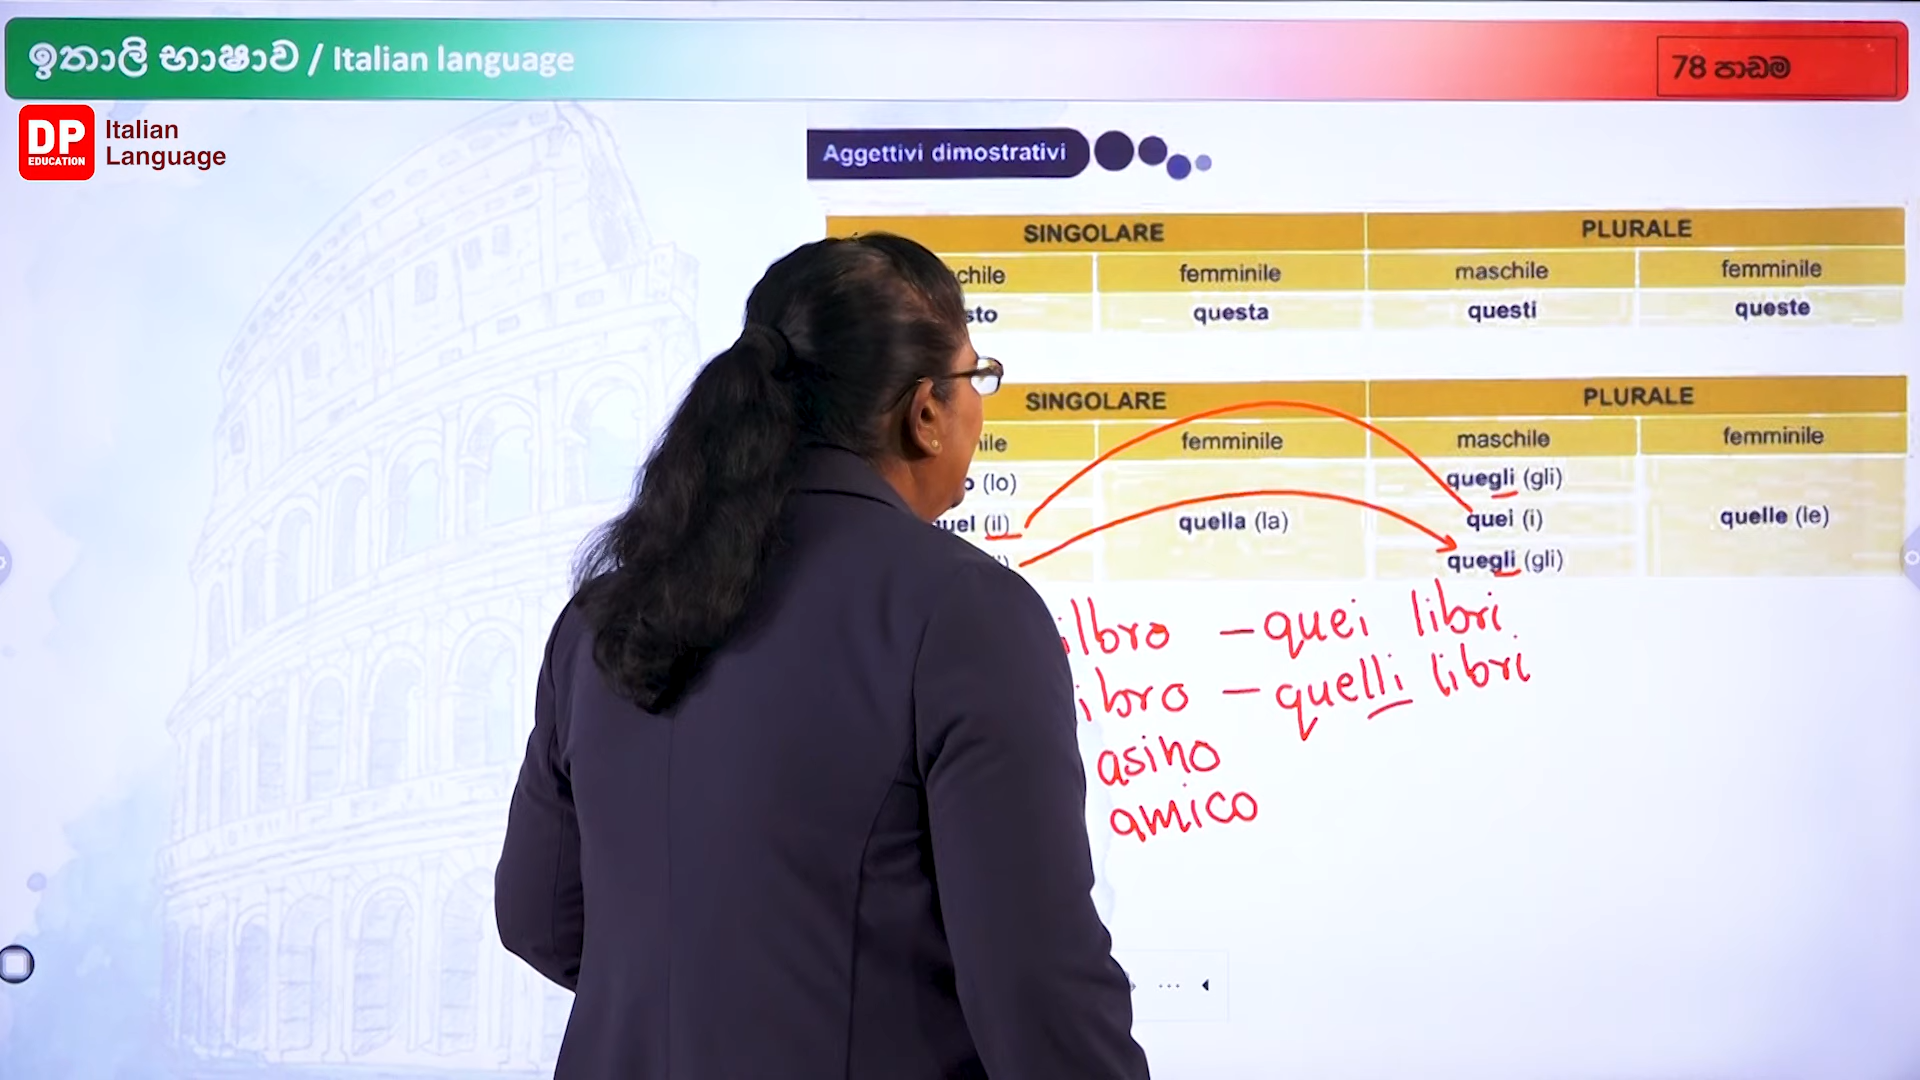 ඉතාලි භාෂාව / Italian language
78 පාඩම
DP EDUCATION
Italian
Language
Aggettivi dimostrativi
SINGOLARE PLURALE
femminile maschile femminile
questa questi queste
SINGOLARE PLURALE
femminile maschile femminile
(lo) quegli (gli)
(il) quella (la) quei (i) quelle (le)
quegli (gli)
ilbro – quei libri
ibro – quelli libri
asino
amico